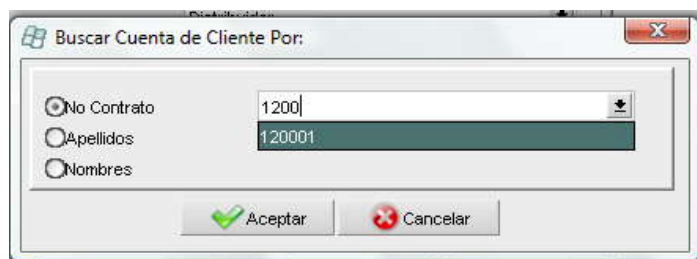 Buscar Cuenta de Cliente Por:
No Contrato 1200
Apellidos 120001
Nombres
Aceptar Cancelar